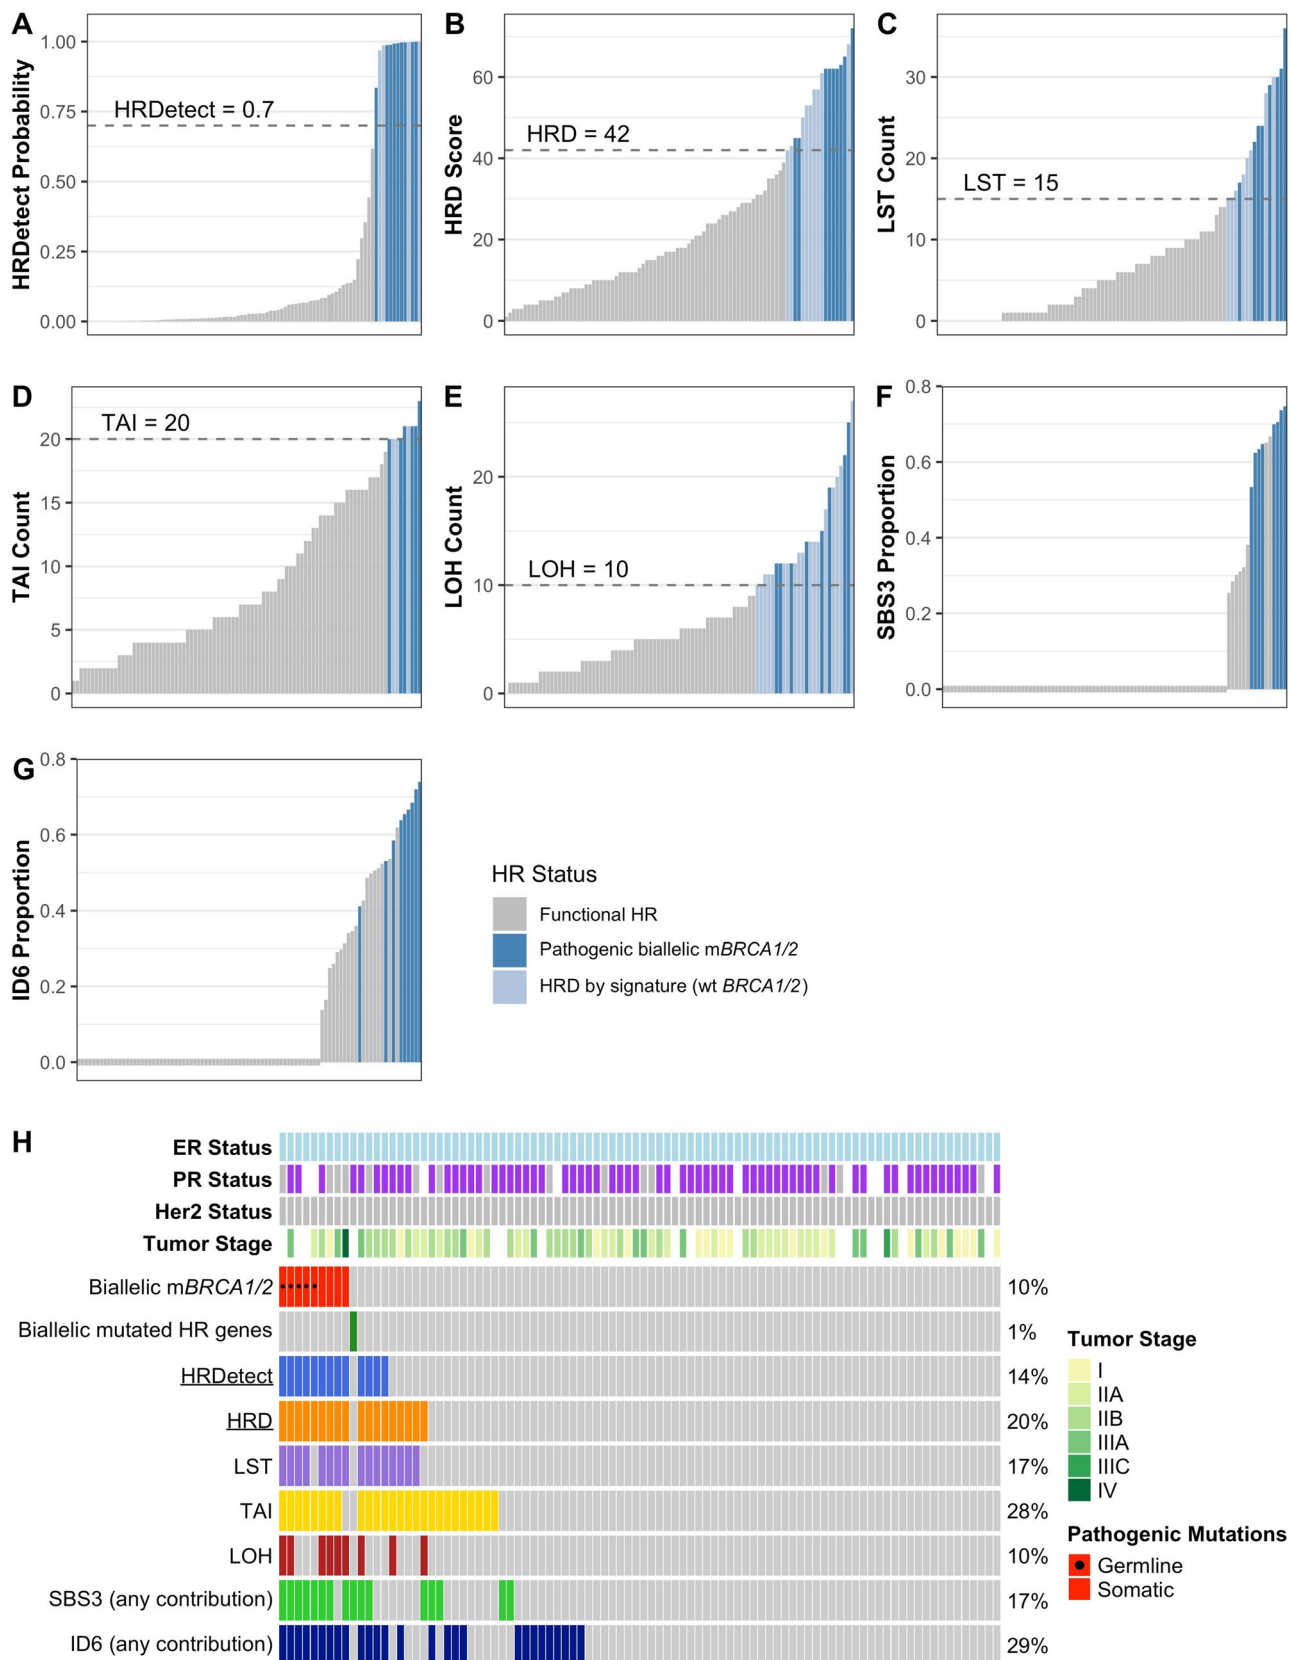 A
HRDetect Probability
1.00
0.75
0.50
0.25
0.00
HRDetect = 0.7
B
HRD Score
60
40
20
0
HRD = 42
C
LST Count
30
20
10
0
LST = 15
D
TAI Count
20
15
10
5
0
TAI = 20
E
LOH Count
20
10
0
LOH = 10
F
SBS3 Proportion
0.8
0.6
0.4
0.2
0.0
G
ID6 Proportion
0.8
0.6
0.4
0.2
0.0
HR Status
Functional HR
Pathogenic biallelic mBRCA1/2
HRD by signature (wt BRCA1/2)
H
ER Status
PR Status
Her2 Status
Tumor Stage
Biallelic mBRCA1/2 10%
Biallelic mutated HR genes 1%
HRDetect 14%
HRD 20%
LST 17%
TAI 28%
LOH 10%
SBS3 (any contribution) 17%
ID6 (any contribution) 29%
Tumor Stage
I
IIA
IIB
IIIA
IIIC
IV
Pathogenic Mutations
Germline
Somatic